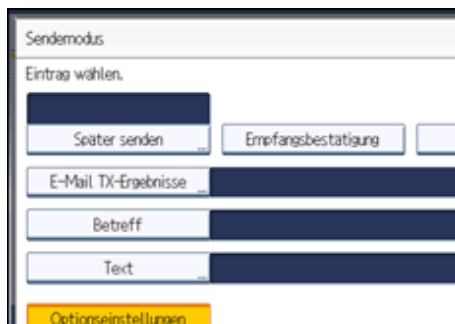 Sendemodus
Eintrag wählen.
Später senden
Empfangsbestätigung
E-Mail TX-Ergebnisse
Betreff
Text
Optionseinstellungen